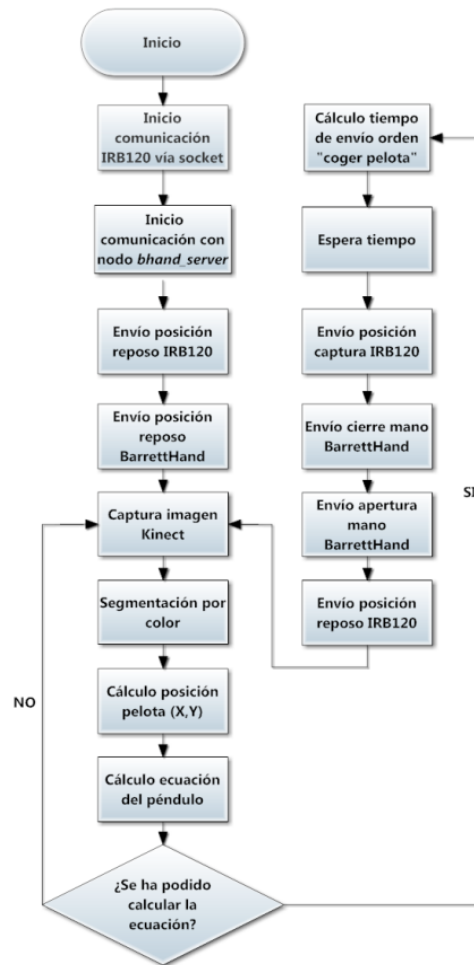 Inicio
Inicio
comunicación
IRB120 vía socket
Inicio
comunicación con
nodo bhand_server
Envío posición
reposo IRB120
Envío posición
reposo
BarrettHand
Captura imagen
Kinect
Segmentación por
color
Cálculo posición
pelota (X,Y)
Cálculo ecuación
del péndulo
¿Se ha podido
calcular la
ecuación?
NO
Cálculo tiempo
de envío orden
"coger pelota"
Espera tiempo
Envío posición
captura IRB120
Envío cierre mano
BarrettHand
Envío apertura
mano
BarrettHand
Envío posición
reposo IRB120
SI